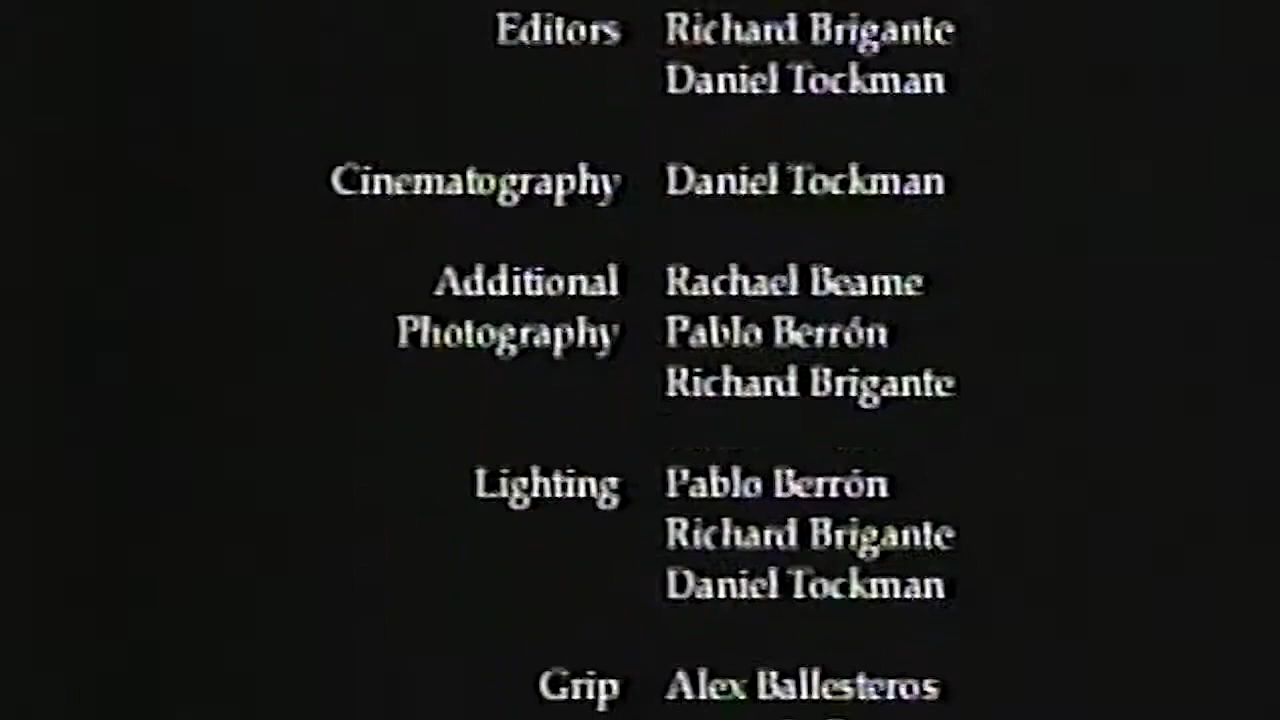 Editors Richard Brigante
Daniel Tockman
Cinematography Daniel Tockman
Additional Rachael Beame
Photography Pablo Berrón
Richard Brigante
Lighting Pablo Berrón
Richard Brigante
Daniel Tockman
Grip Alex Ballesteros